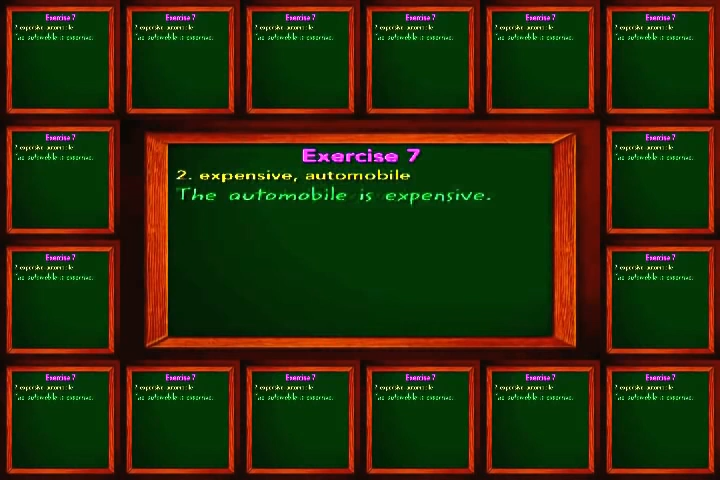 Exercise 7
2. expensive, automobile
The automobile is expensive.